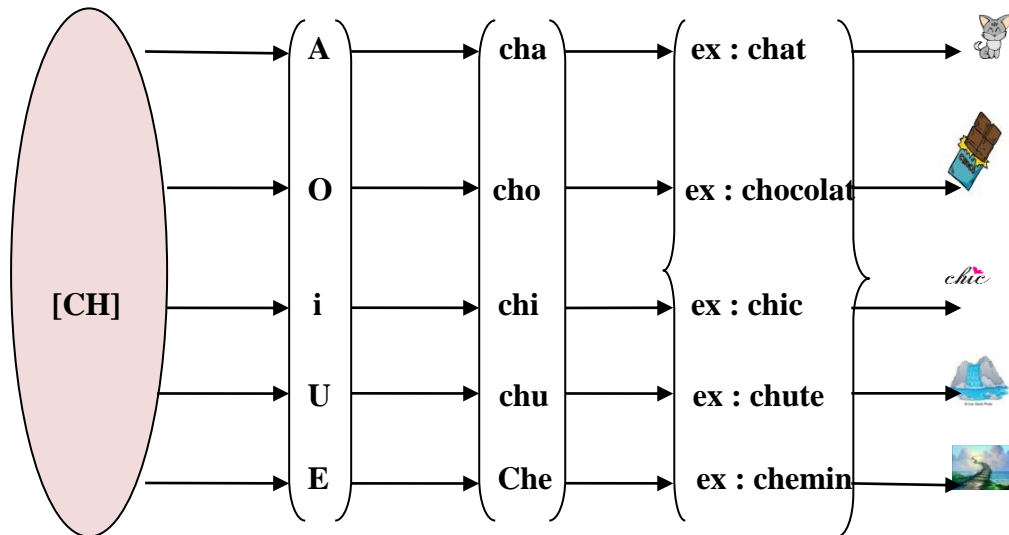 A cha ex : chat
O cho ex : chocolat
chic
[CH] i chi ex : chic
U chu ex : chute
E Che ex : chemin